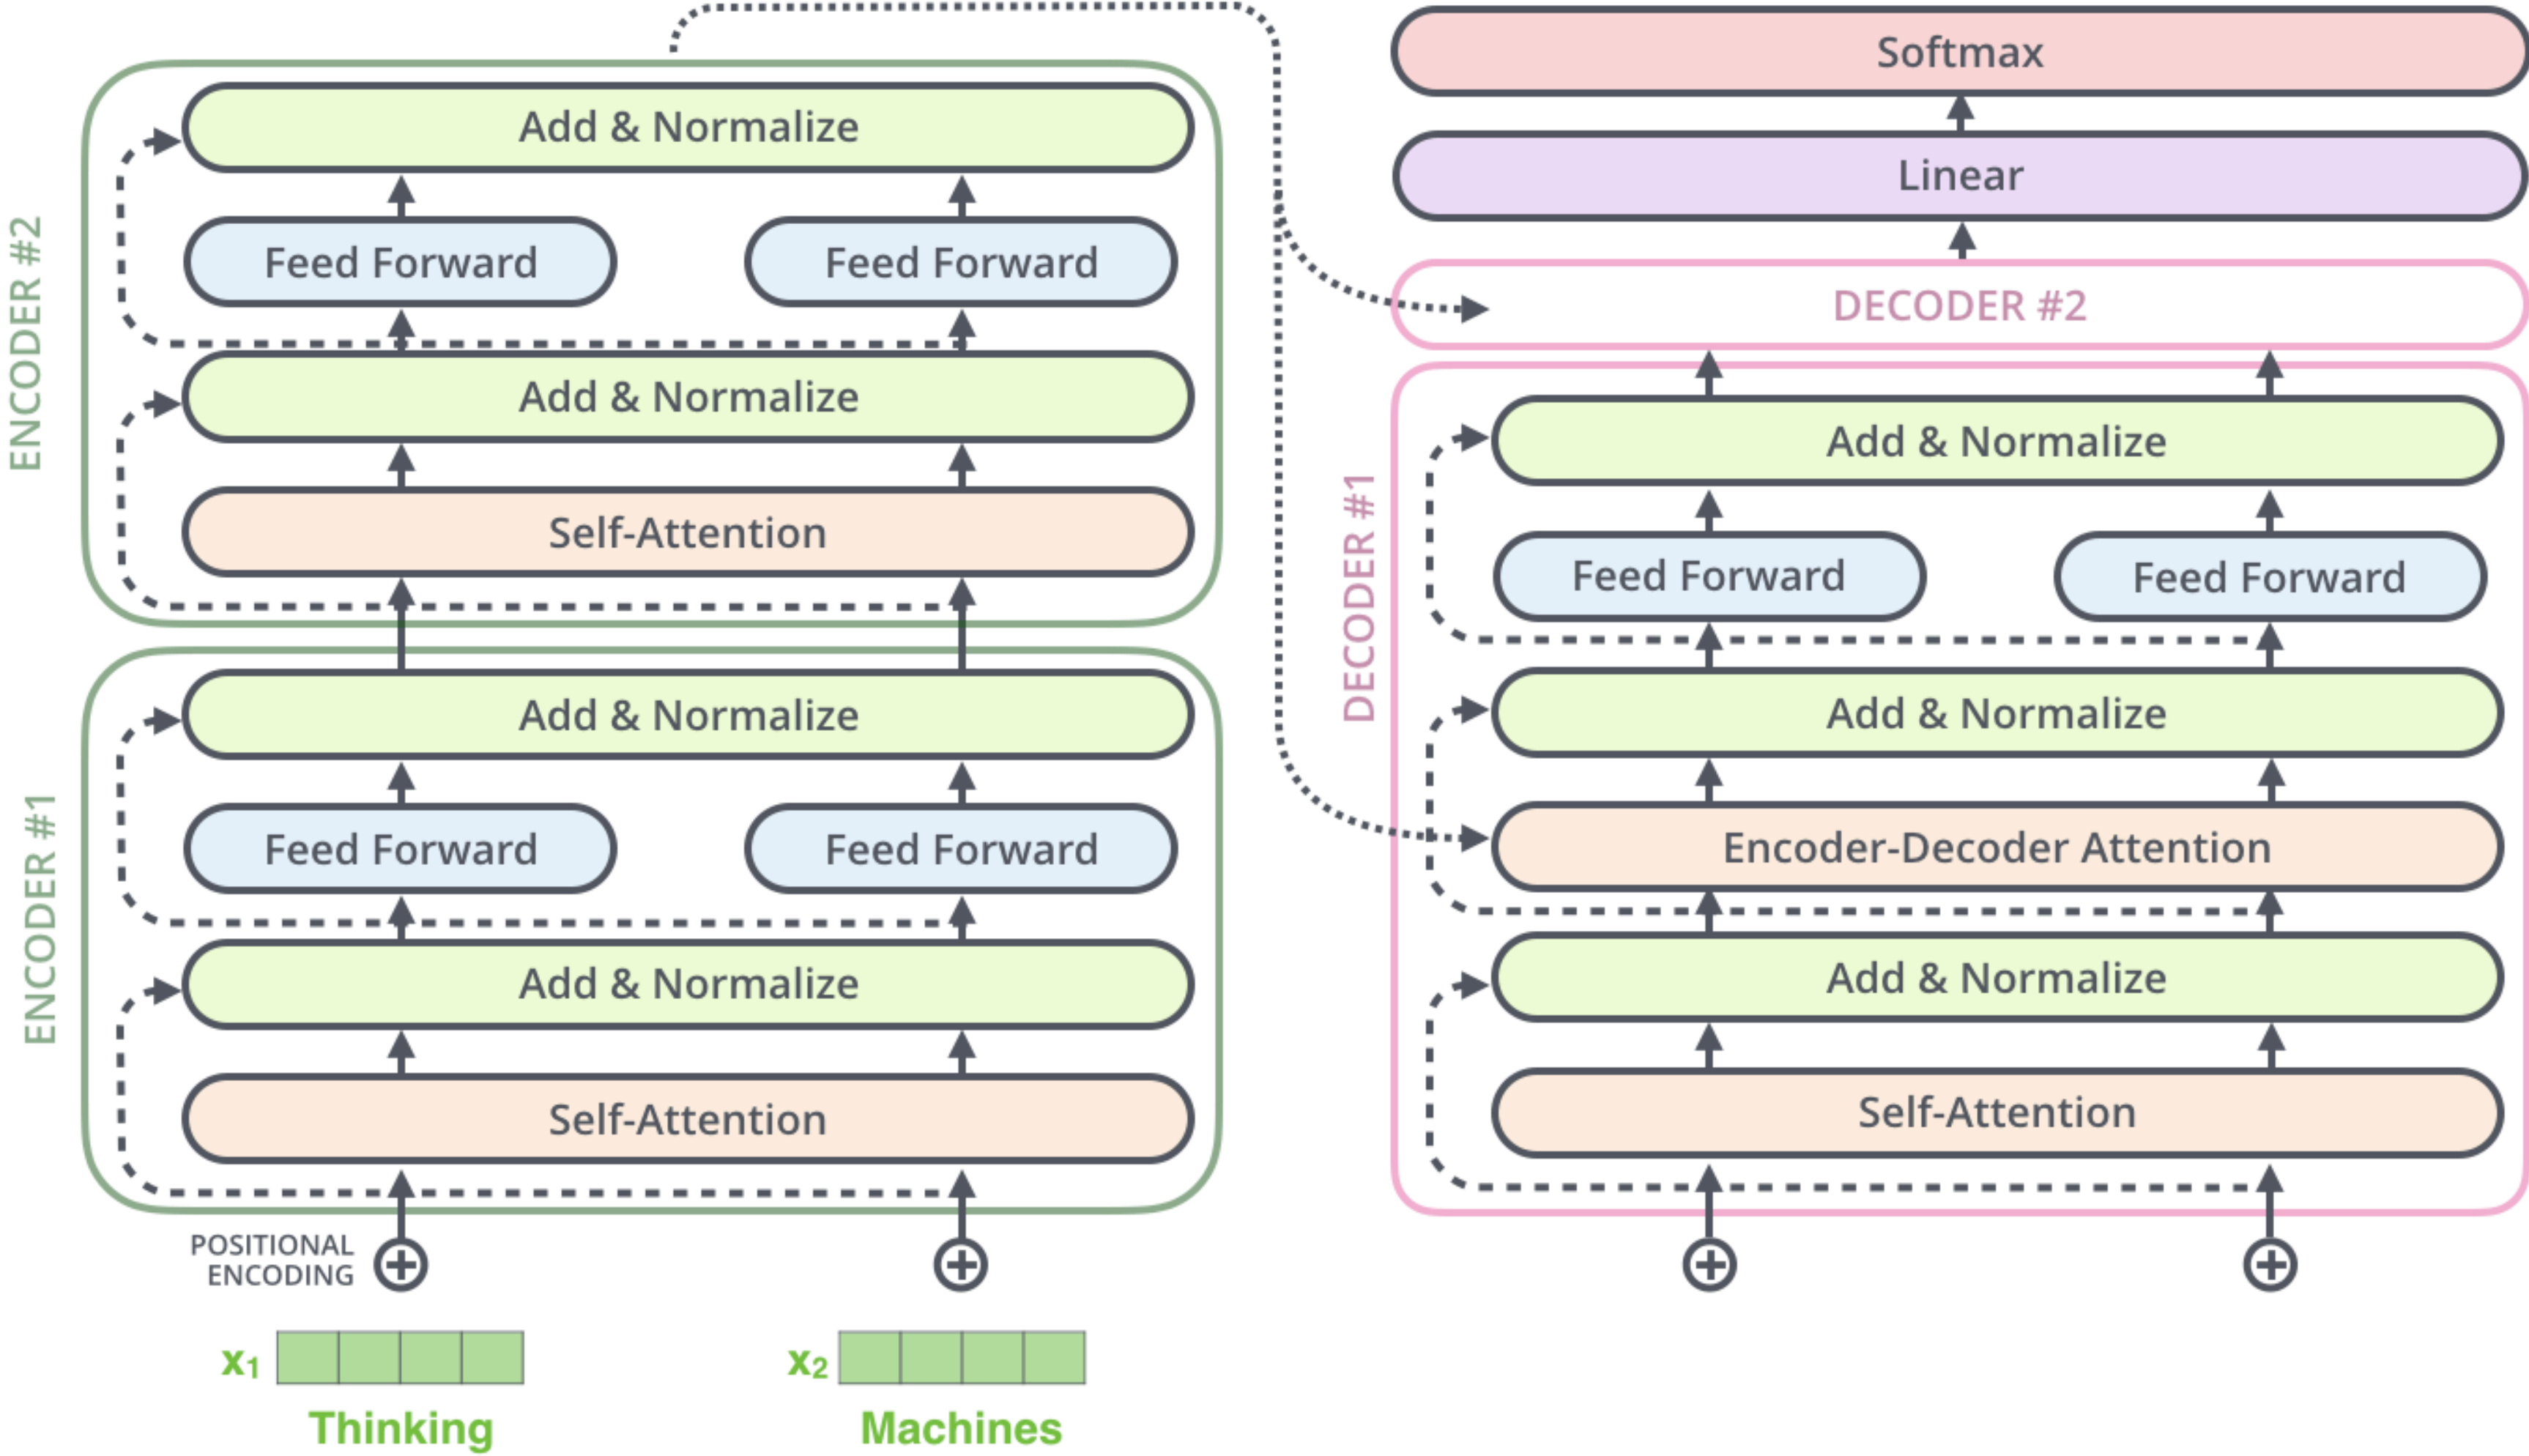 ENCODER #2
Add & Normalize
Feed Forward
Feed Forward
Add & Normalize
Self-Attention
ENCODER #1
Add & Normalize
Feed Forward
Feed Forward
Add & Normalize
Self-Attention
POSITIONAL
ENCODING
x1
x2
Thinking
Machines
Softmax
Linear
DECODER #2
DECODER #1
Add & Normalize
Feed Forward
Feed Forward
Add & Normalize
Encoder-Decoder Attention
Add & Normalize
Self-Attention